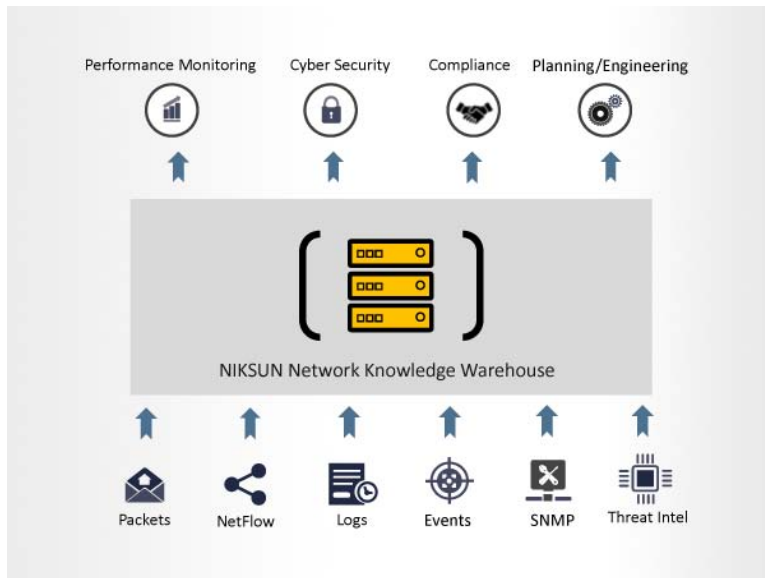 Performance Monitoring
Cyber Security
Compliance
Planning/Engineering
NIKSUN Network Knowledge Warehouse
Packets
NetFlow
Logs
Events
SNMP
Threat Intel